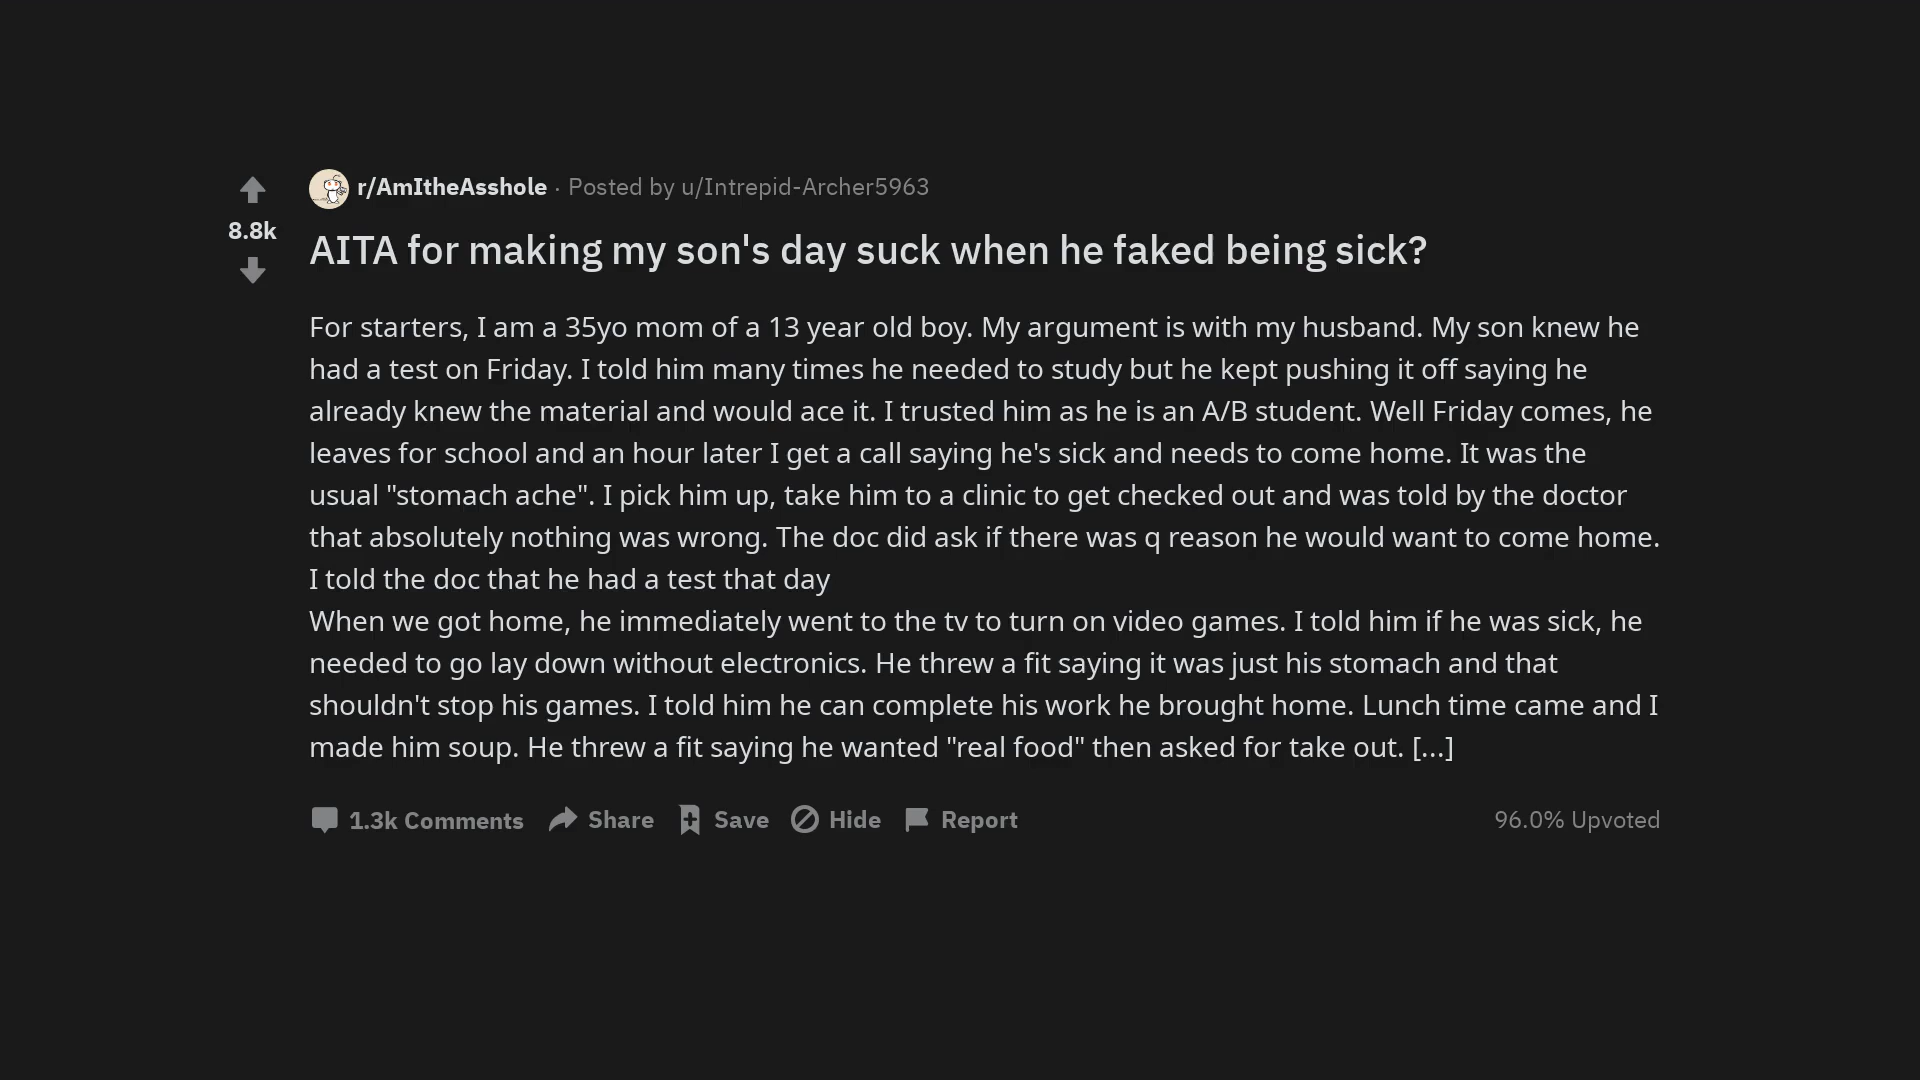 r/AmItheAsshole · Posted by u/Intrepid-Archer5963
8.8k
AITA for making my son's day suck when he faked being sick?
For starters, I am a 35yo mom of a 13 year old boy. My argument is with my husband. My son knew he
had a test on Friday. I told him many times he needed to study but he kept pushing it off saying he
already knew the material and would ace it. I trusted him as he is an A/B student. Well Friday comes, he
leaves for school and an hour later I get a call saying he's sick and needs to come home. It was the
usual "stomach ache". I pick him up, take him to a clinic to get checked out and was told by the doctor
that absolutely nothing was wrong. The doc did ask if there was q reason he would want to come home.
I told the doc that he had a test that day
When we got home, he immediately went to the tv to turn on video games. I told him if he was sick, he
needed to go lay down without electronics. He threw a fit saying it was just his stomach and that
shouldn't stop his games. I told him he can complete his work he brought home. Lunch time came and I
made him soup. He threw a fit saying he wanted "real food" then asked for take out. [...]
1.3k Comments Share Save Hide Report 96.0% Upvoted